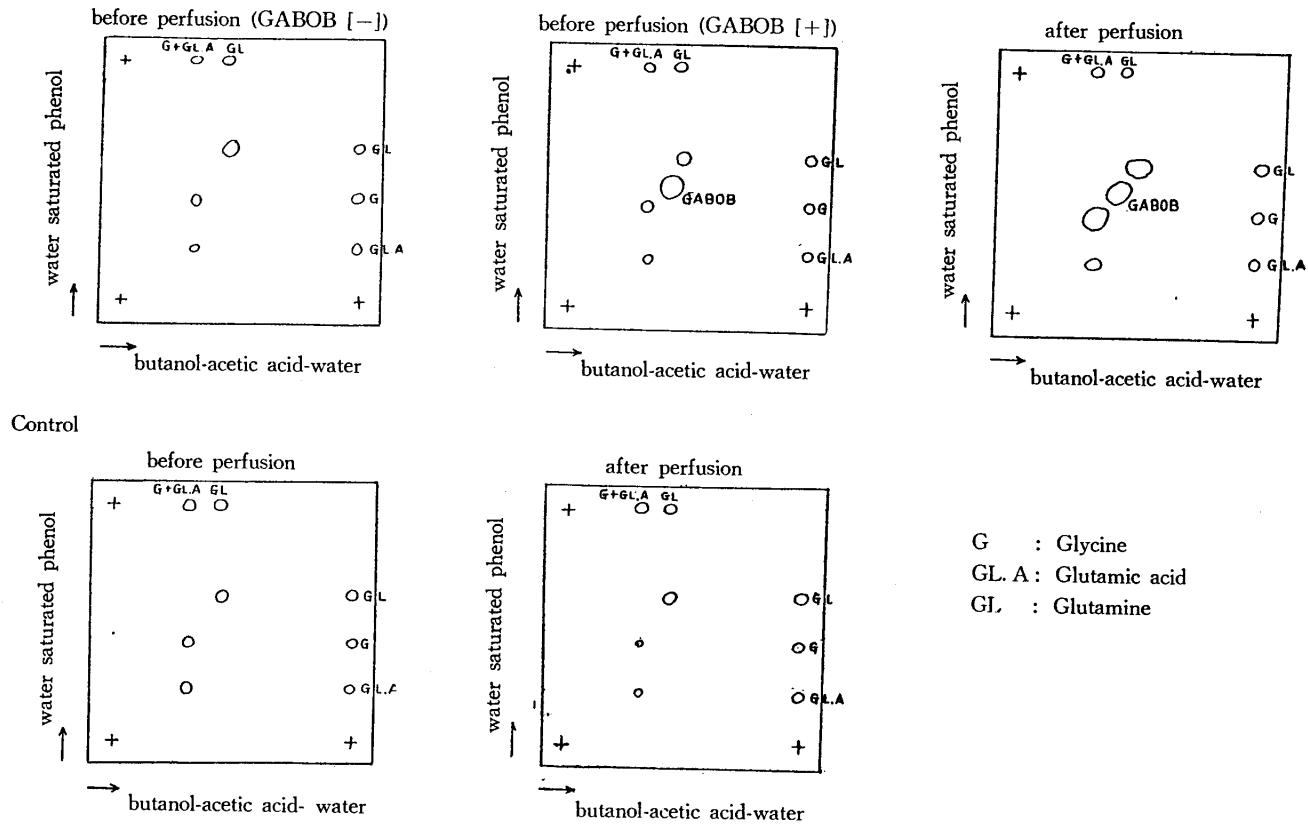 before perfusion (GABOB [—])
G+GL.A GL
+
GL
G
GL A
+ +
water saturated phenol
butanol-acetic acid-water
before perfusion (GABOB [+])
G+GL.A GL
+
GL
GABOB
G
GL.A
+ +
water saturated phenol
butanol-acetic acid-water
after perfusion
G+GL.A GL
+
GL
GABOB
G
GL.A
+ +
water saturated phenol
butanol-acetic acid-water
Control
before perfusion
G+GL.A GL
+
GL
G
GL.A
+ +
water saturated phenol
butanol-acetic acid- water
after perfusion
G+GL.A GL
+
GL
G
GL.A
+ +
water saturated phenol
butanol-acetic acid-water
G : Glycine
GL. A : Glutamic acid
GL : Glutamine